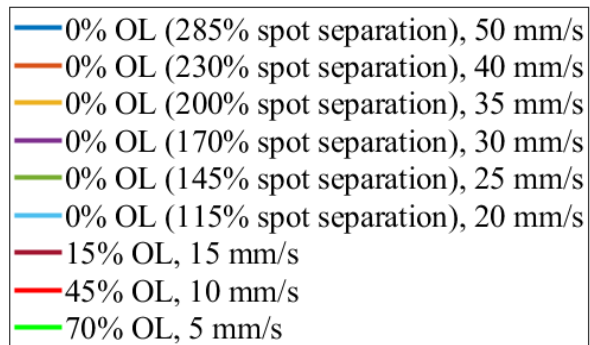 0% OL (285% spot separation), 50 mm/s
0% OL (230% spot separation), 40 mm/s
0% OL (200% spot separation), 35 mm/s
0% OL (170% spot separation), 30 mm/s
0% OL (145% spot separation), 25 mm/s
0% OL (115% spot separation), 20 mm/s
15% OL, 15 mm/s
45% OL, 10 mm/s
70% OL, 5 mm/s